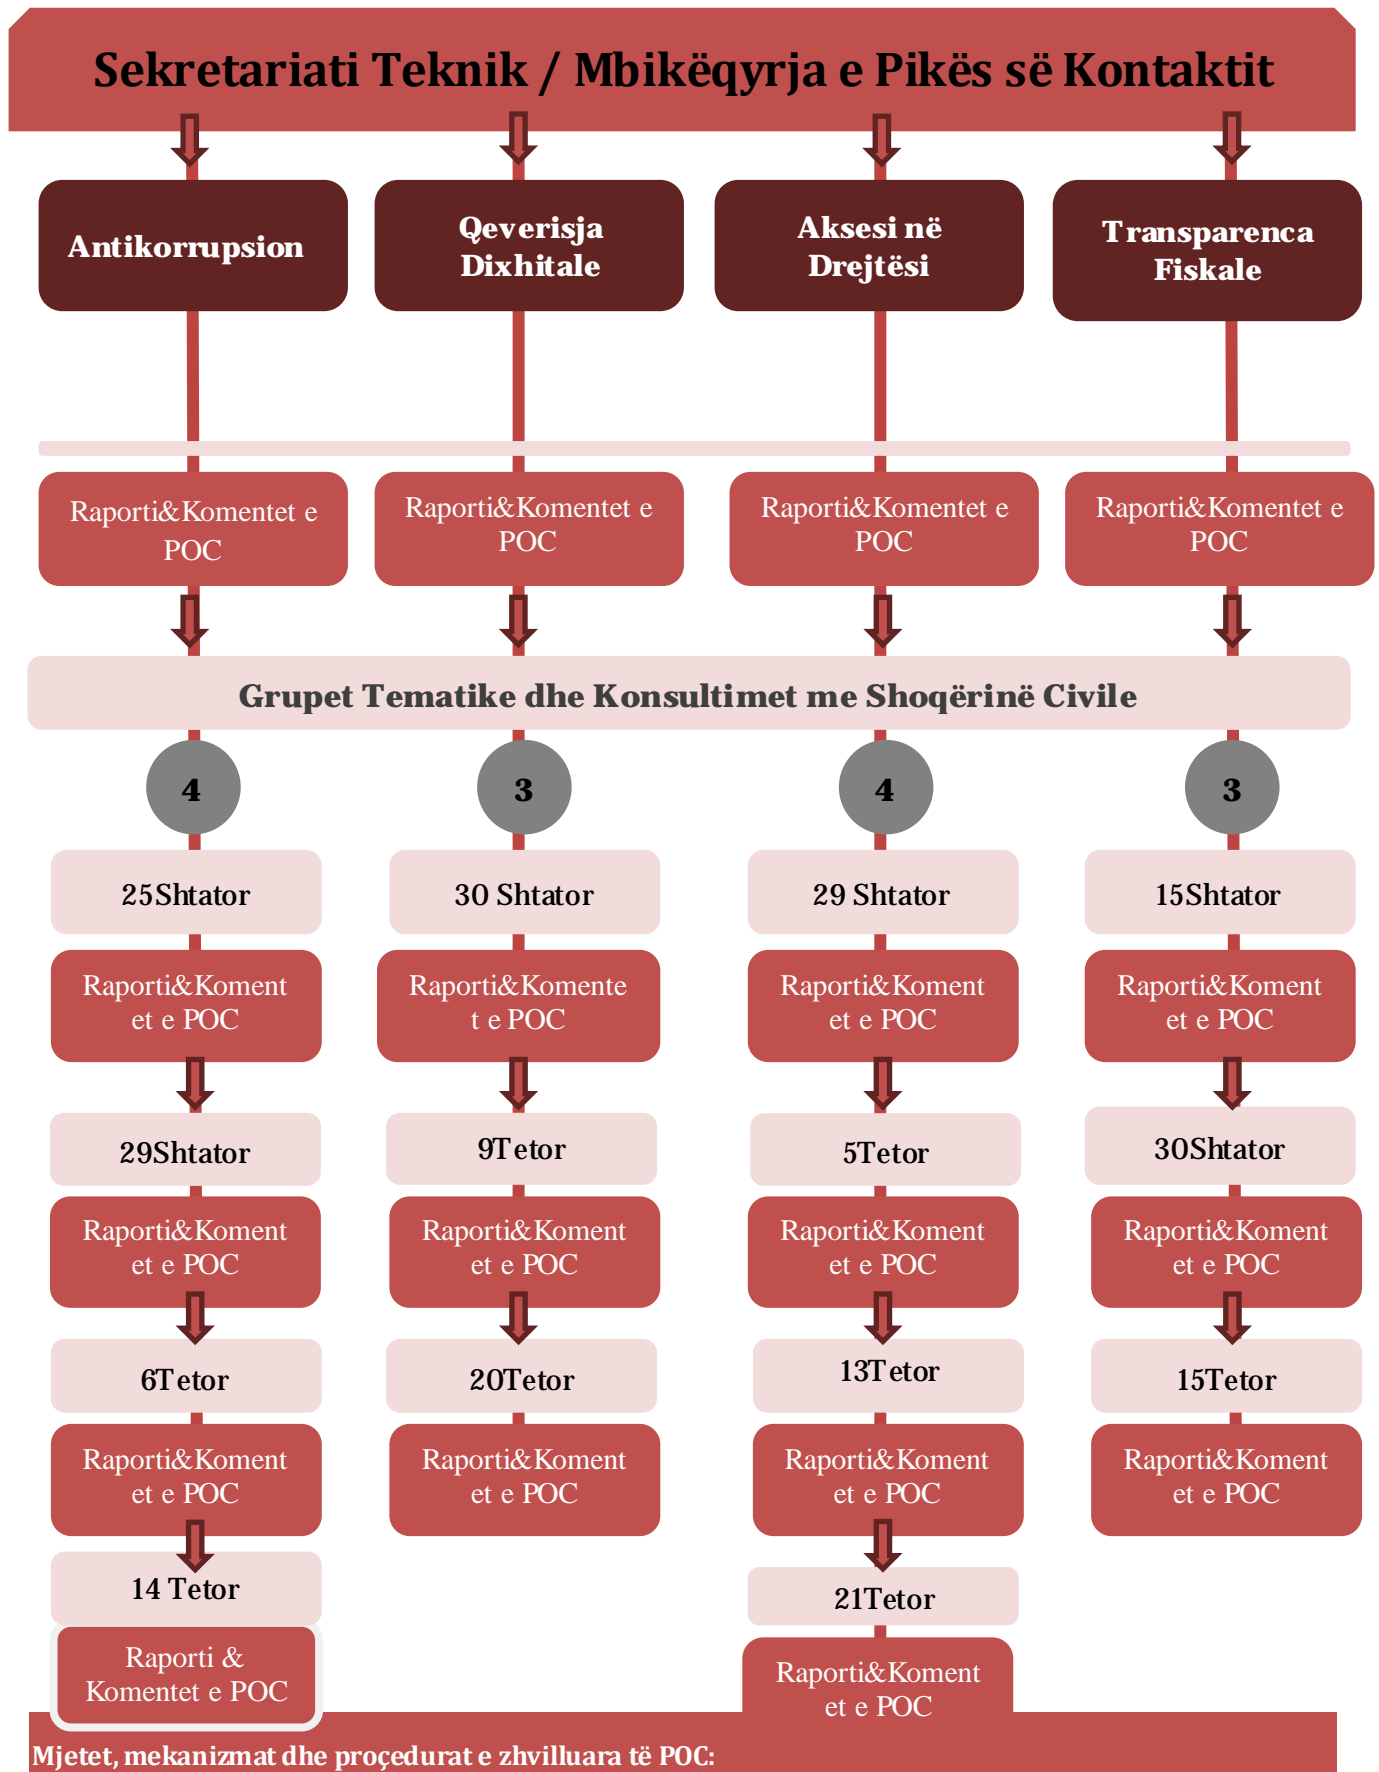 Sekretariati Teknik / Mbikëqyrja e Pikës së Kontaktit
Antikorrupsion
Qeverisja
Dixhitale
Aksesi në
Drejtësi
Transparenca
Fiskale
Raporti&Komentet e
POC
Raporti&Komentet e
POC
Raporti&Komentet e
POC
Raporti&Komentet e
POC
Grupet Tematike dhe Konsultimet me Shoqërinë Civile
4
3
4
3
25Shtator
30 Shtator
29 Shtator
15Shtator
Raporti&Koment
et e POC
Raporti&Komente
t e POC
Raporti&Koment
et e POC
Raporti&Koment
et e POC
29Shtator
9Tetor
5Tetor
30Shtator
Raporti&Koment
et e POC
Raporti&Koment
et e POC
Raporti&Koment
et e POC
Raporti&Koment
et e POC
6Tetor
20Tetor
13Tetor
15Tetor
Raporti&Koment
et e POC
Raporti&Koment
et e POC
Raporti&Koment
et e POC
Raporti&Koment
et e POC
14 Tetor
21Tetor
Raporti &
Komentet e POC
Raporti&Koment
et e POC
Mjetet, mekanizmat dhe proçedurat e zhvilluara të POC: